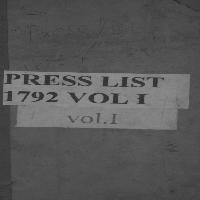 PRESS LIST
1792 VOL I
vol.I